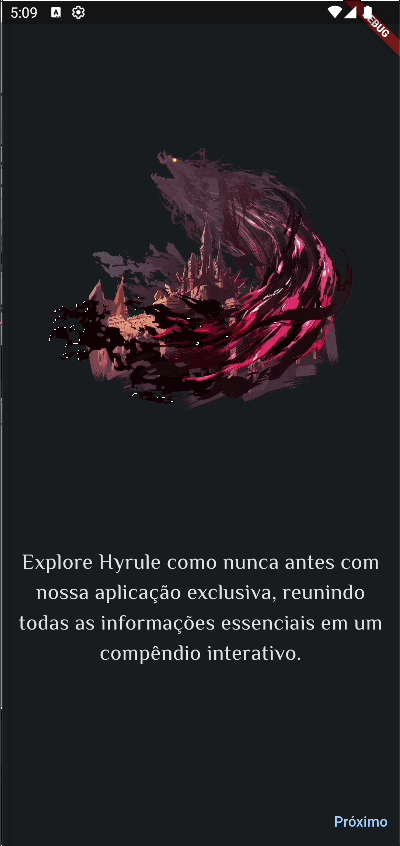 5:09
DEBUG
Explore Hyrule como nunca antes com
nossa aplicação exclusiva, reunindo
todas as informações essenciais em um
compêndio interativo.
Próximo